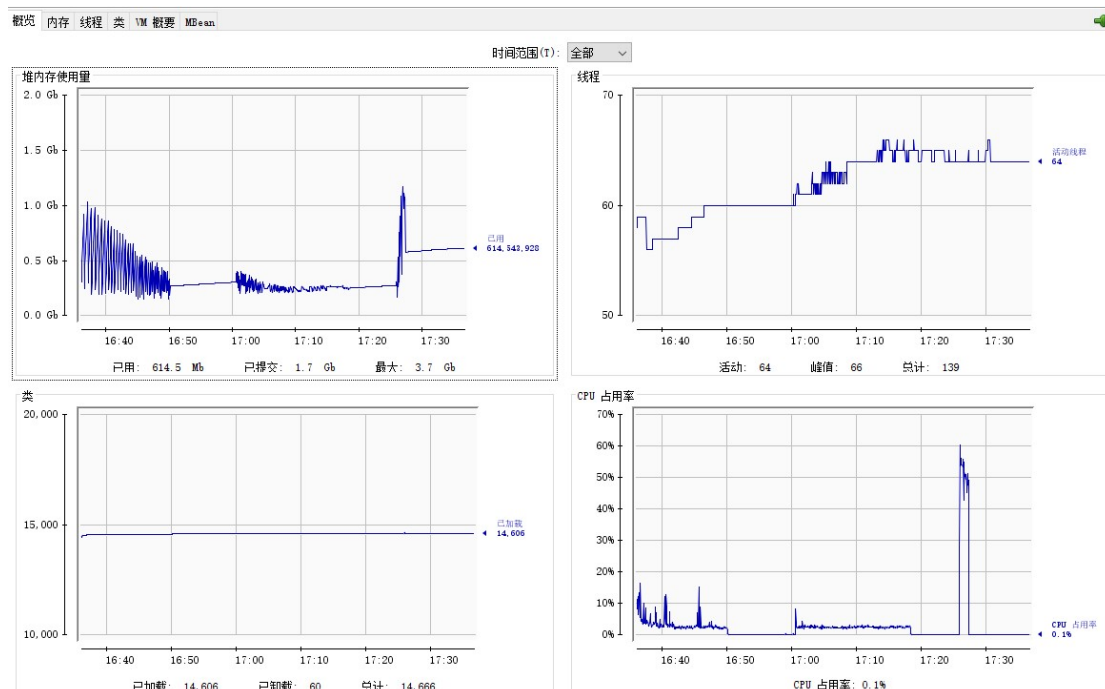 概览 内存 线程 类 VM 概要 MBean
时间范围(T): 全部
堆内存使用量
2.0 Gb
1.5 Gb
1.0 Gb
0.5 Gb
0.0 Gb
16:40 16:50 17:00 17:10 17:20 17:30
已用
614,543,928
已用: 614.5 Mb 已提交: 1.7 Gb 最大: 3.7 Gb
线程
70
60
50
16:40 16:50 17:00 17:10 17:20 17:30
活动线程
64
活动: 64 峰值: 66 总计: 139
类
20,000
15,000
10,000
16:40 16:50 17:00 17:10 17:20 17:30
已加载
14,606
已加载: 14,606 已卸载: 60 总计: 14,666
CPU 占用率
70%
60%
50%
40%
30%
20%
10%
0%
16:40 16:50 17:00 17:10 17:20 17:30
CPU 占用率
0.1%
CPU 占用率: 0.1%